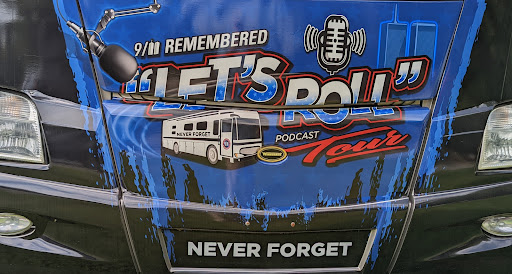 9/11 REMEMBERED
"LET'S ROLL"
NEVER FORGET
PODCAST
Tour
NEVER FORGET